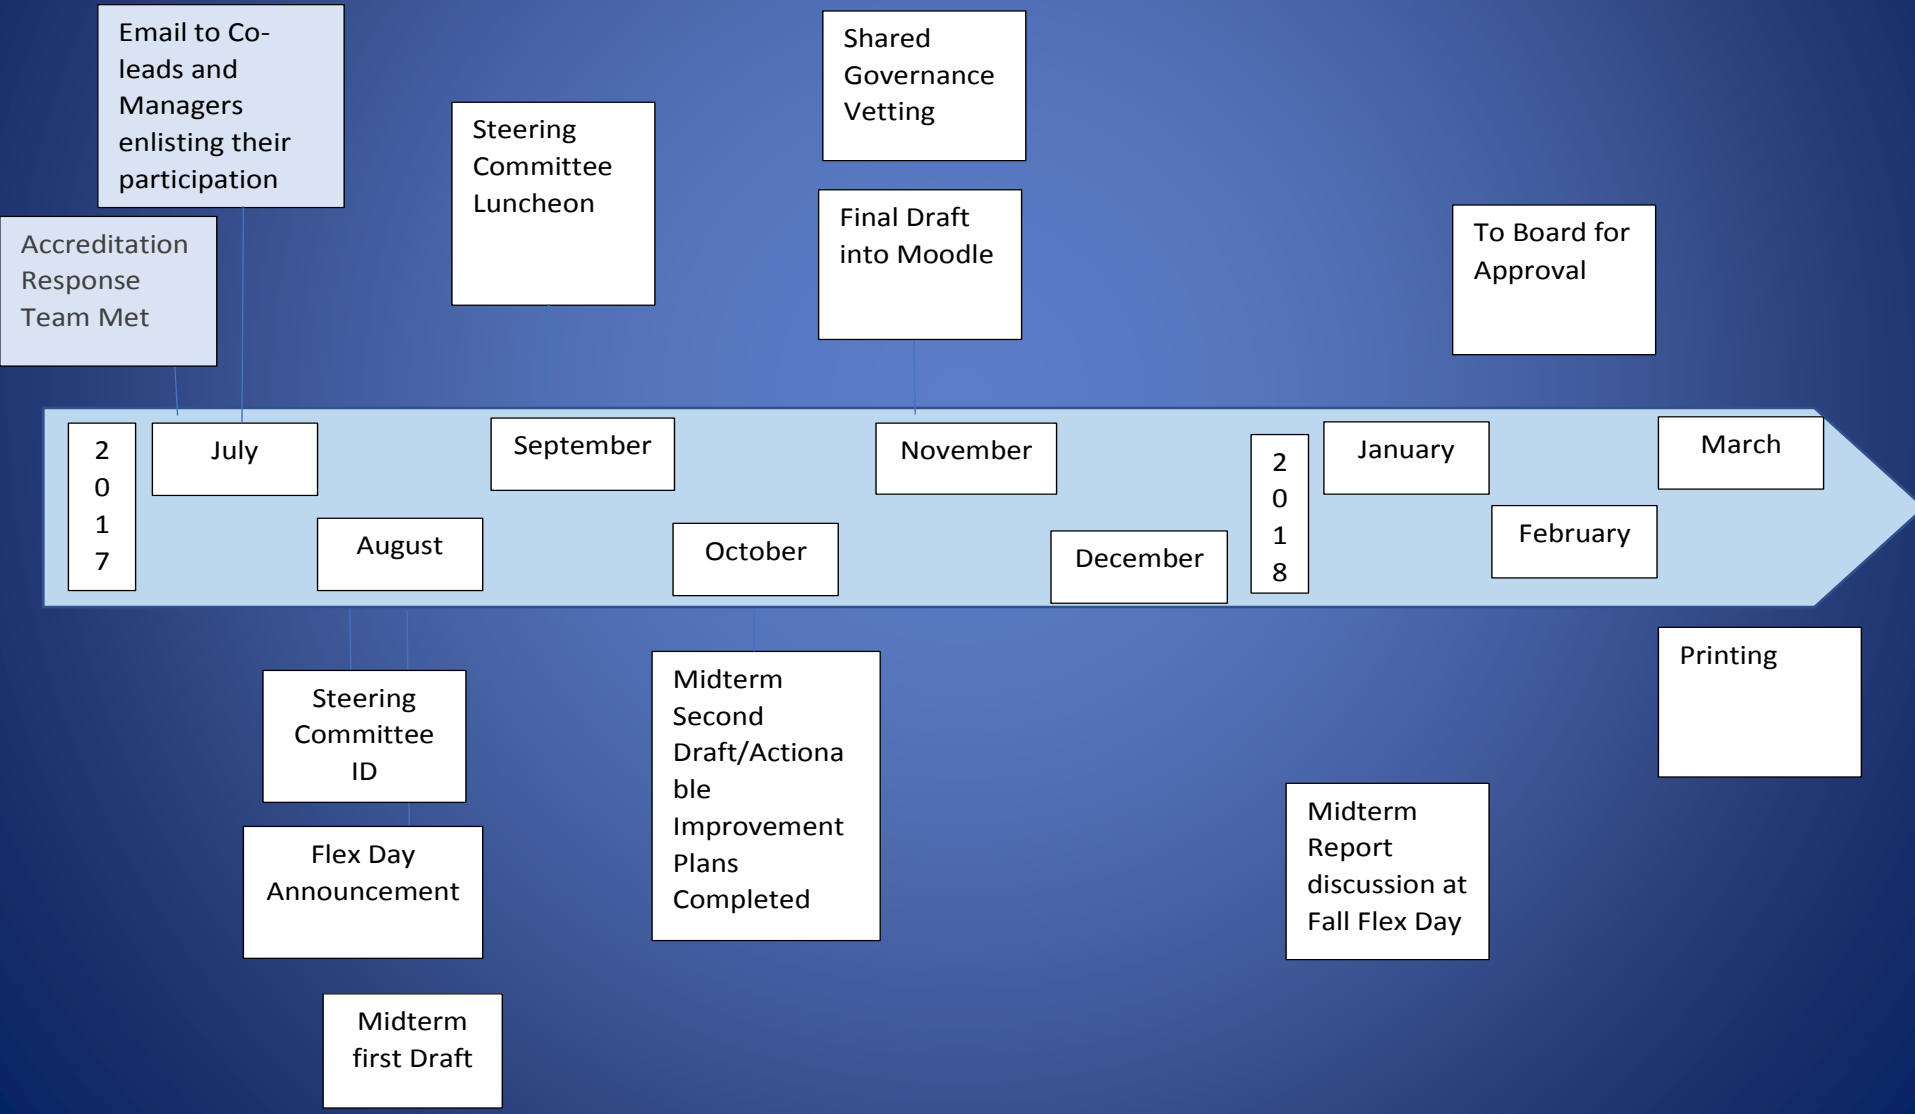 Email to Co-
leads and
Managers
enlisting their
participation
Accreditation
Response
Team Met
Steering
Committee
Luncheon
Shared
Governance
Vetting
Final Draft
into Moodle
To Board for
Approval
2
0
1
7
July
August
September
October
November
December
2
0
1
8
January
February
March
Steering
Committee
ID
Flex Day
Announcement
Midterm
first Draft
Midterm
Second
Draft/Actiona
ble
Improvement
Plans
Completed
Midterm
Report
discussion at
Fall Flex Day
Printing